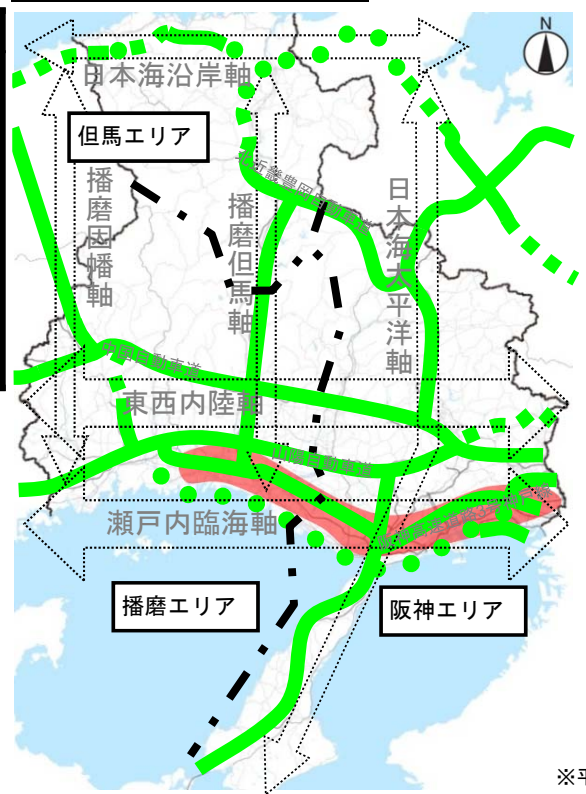 N
日本海沿岸軸
但馬エリア
北近畿豊岡自動車道
播磨因幡軸
播磨但馬軸
日本海太平洋軸
中国自動車道
東西内陸軸
山陽自動車道
瀬戸内臨海軸
播磨エリア
阪神エリア
※平